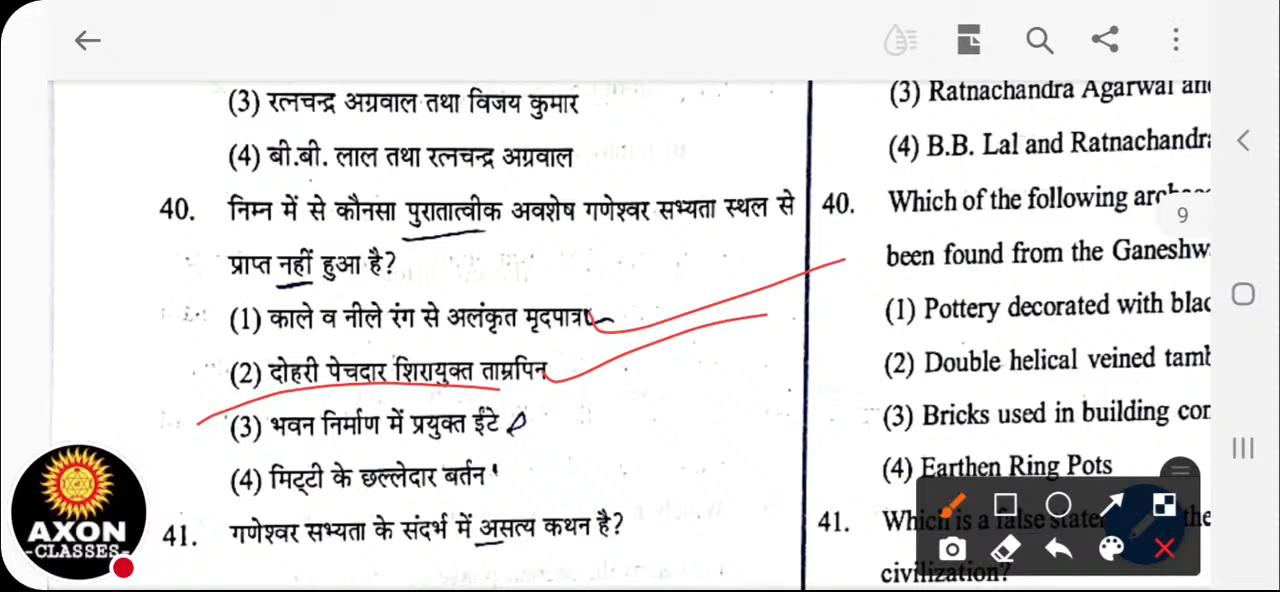 (3) रत्नचन्द्र अग्रवाल तथा विजय कुमार
(4) बी.बी. लाल तथा रत्नचन्द्र अग्रवाल
40. निम्न में से कौनसा पुरातात्वीक अवशेष गणेश्वर सभ्यता स्थल से
प्राप्त नहीं हुआ है?
(1) काले व नीले रंग से अलंकृत मृदपात्र
(2) दोहरी पेचदार शिरायुक्त ताम्रपिन
(3) भवन निर्माण में प्रयुक्त ईंटे
(4) मिट्टी के छल्लेदार बर्तन
41. गणेश्वर सभ्यता के संदर्भ में असत्य कथन है?
(3) Ratnachandra Agarwal
(4) B.B. Lal and Ratnachandra
40. Which of the following
been found from the Ganeshw
(1) Pottery decorated with
(2) Double helical veined
(3) Bricks used in building
(4) Earthen Ring Pots
41. Which is a false
civilization?
9
AXON
CLASSES